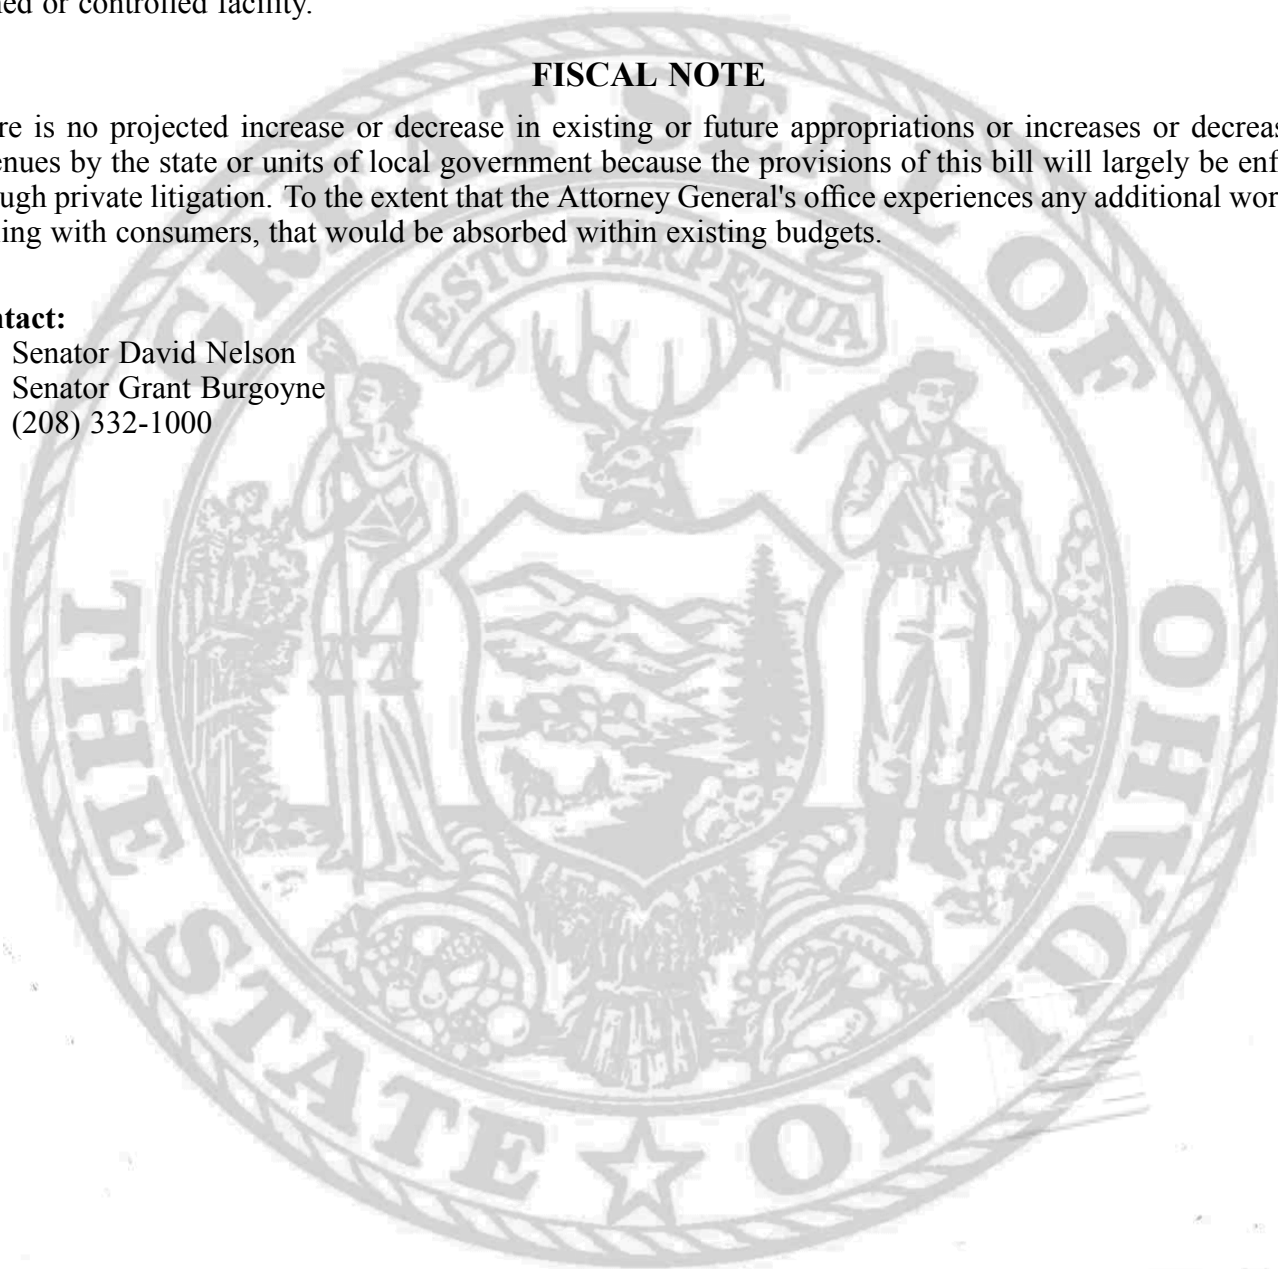 ed or controlled facility.
FISCAL NOTE
re is no projected increase or decrease in existing or future appropriations or increases or decreas
enues by the state or units of local government because the provisions of this bill will largely be enf
ugh private litigation. To the extent that the Attorney General's office experiences any additional wor
ing with consumers, that would be absorbed within existing budgets.
ntact:
Senator David Nelson
Senator Grant Burgoyne
(208) 332-1000
GREAT SEAL OF
THE STATE OF IDAHO
ESTO PERPETUA